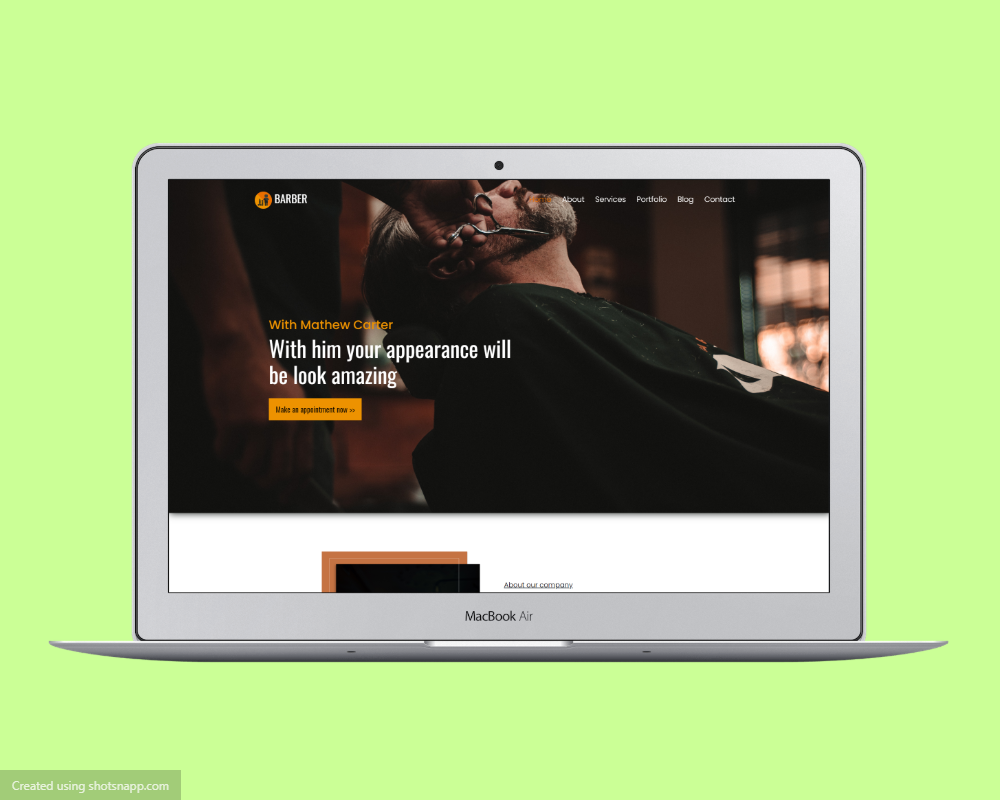 BARBER
About Services Portfolio Blog Contact
With Mathew Carter
With him your appearance will
be look amazing
Make an appointment now >>
About our company
MacBook Air
Created using shotsnapp.com